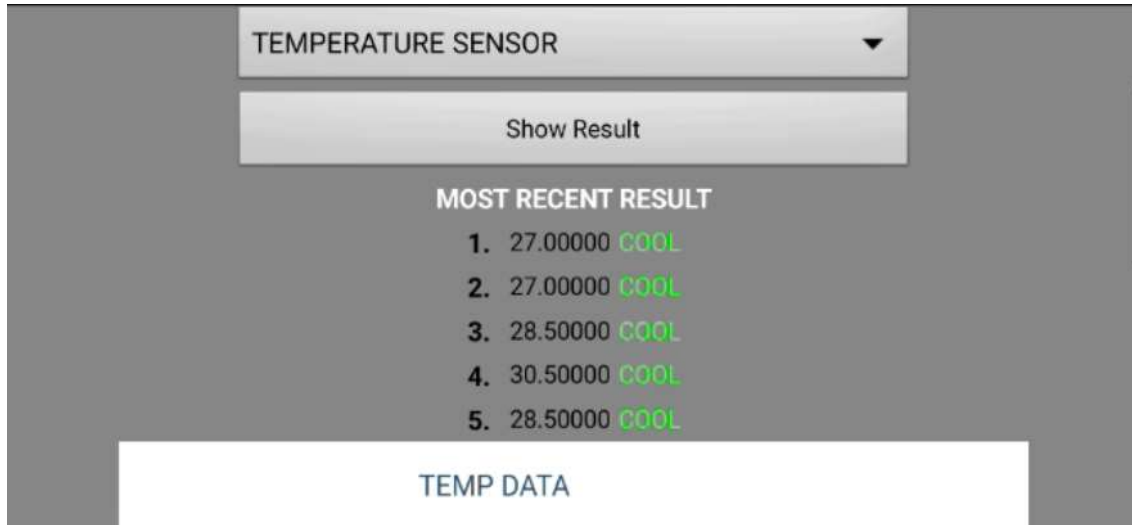 TEMPERATURE SENSOR
Show Result
MOST RECENT RESULT
1. 27.00000 COOL
2. 27.00000 COOL
3. 28.50000 COOL
4. 30.50000 COOL
5. 28.50000 COOL
TEMP DATA